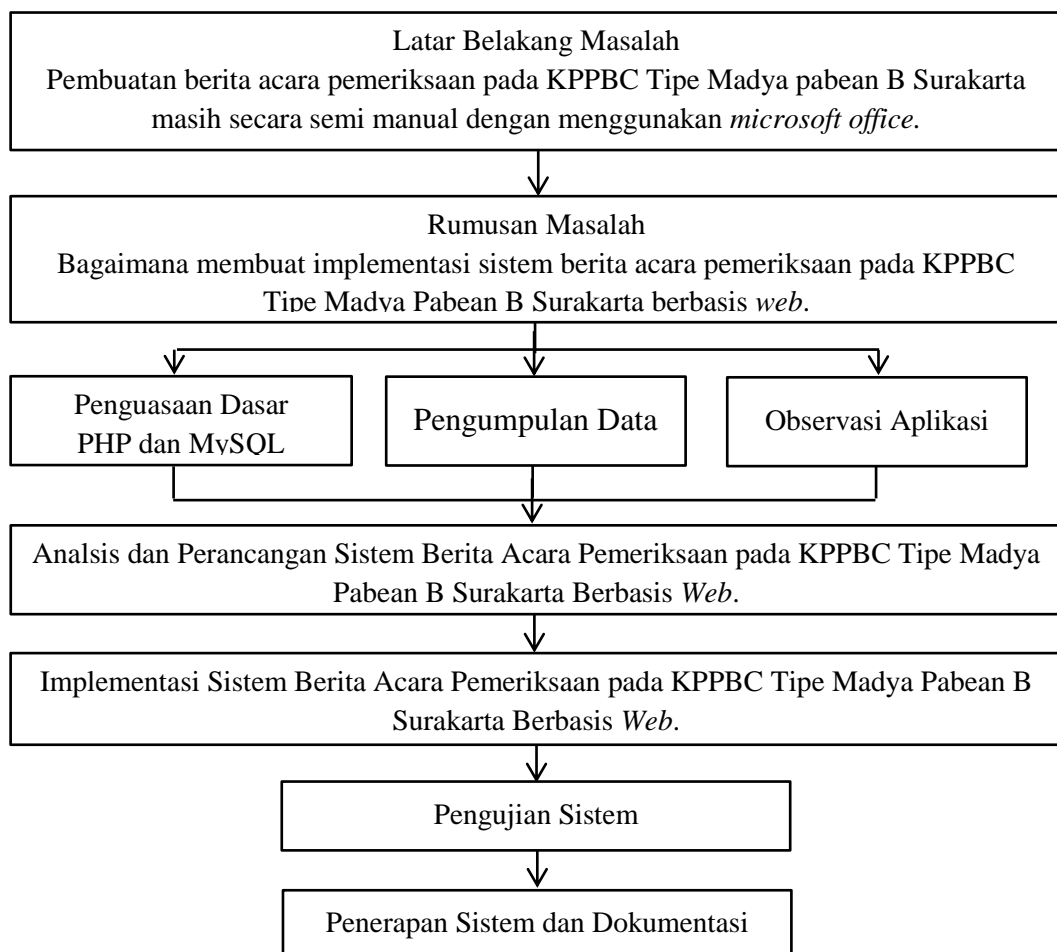 Latar Belakang Masalah
Pembuatan berita acara pemeriksaan pada KPPBC Tipe Madya pabean B Surakarta
masih secara semi manual dengan menggunakan microsoft office.
Rumusan Masalah
Bagaimana membuat implementasi sistem berita acara pemeriksaan pada KPPBC
Tipe Madya Pabean B Surakarta berbasis web.
Penguasaan Dasar
PHP dan MySQL
Pengumpulan Data
Observasi Aplikasi
Analsis dan Perancangan Sistem Berita Acara Pemeriksaan pada KPPBC Tipe Madya
Pabean B Surakarta Berbasis Web.
Implementasi Sistem Berita Acara Pemeriksaan pada KPPBC Tipe Madya Pabean B
Surakarta Berbasis Web.
Pengujian Sistem
Penerapan Sistem dan Dokumentasi